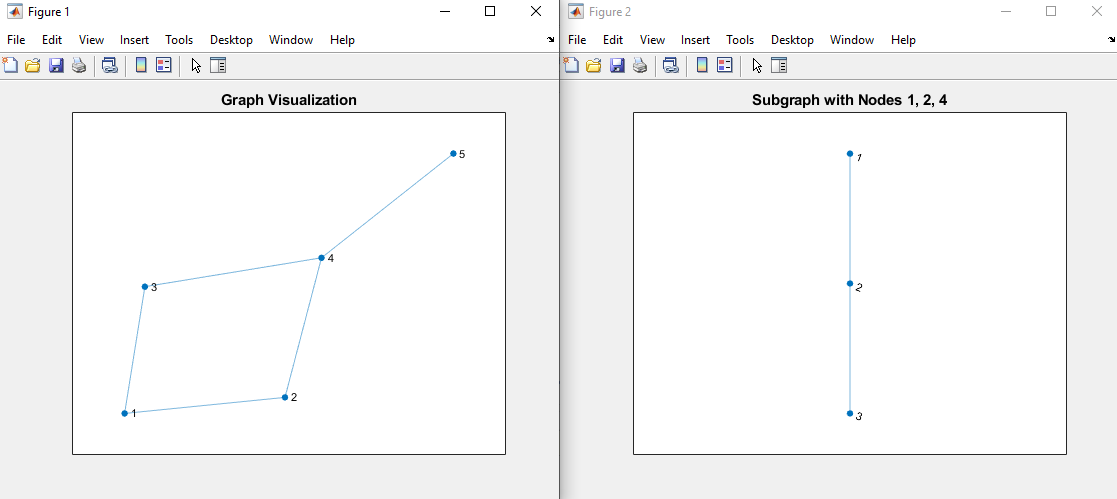 Figure 1
File Edit View Insert Tools Desktop Window Help
Graph Visualization
5
4
3
2
1
Figure 2
File Edit View Insert Tools Desktop Window Help
Subgraph with Nodes 1, 2, 4
1
2
3